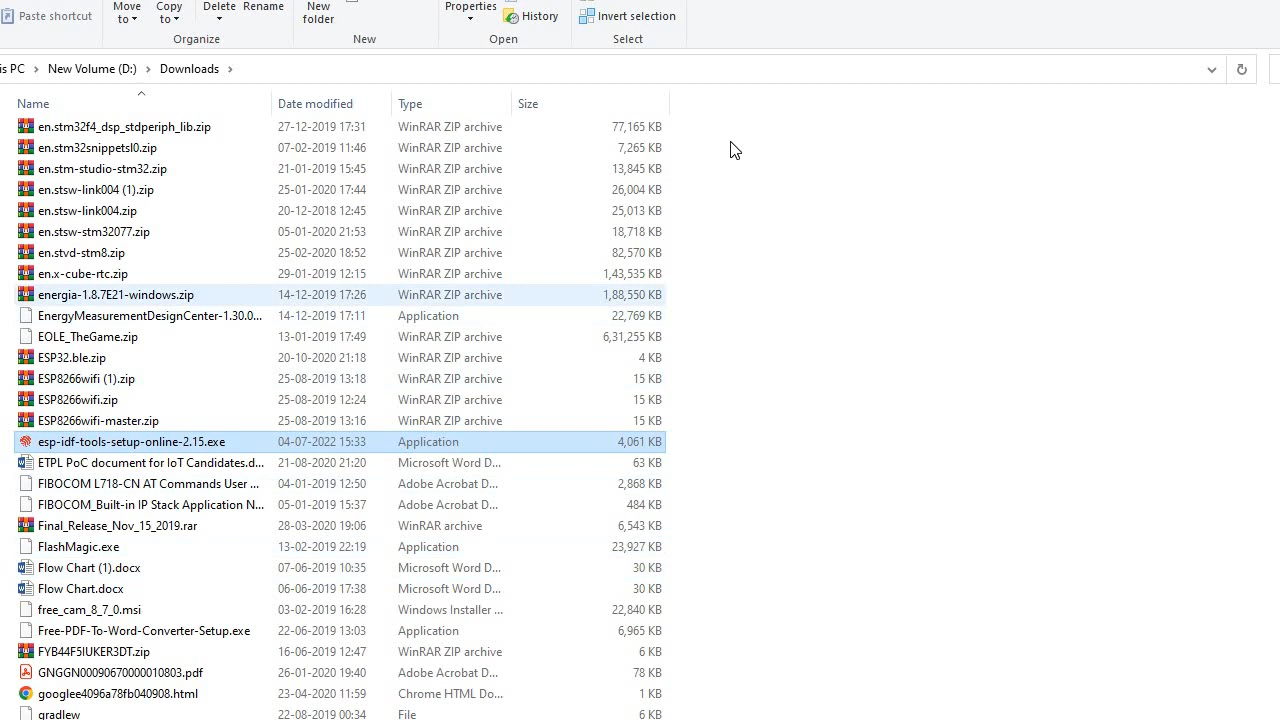 Paste shortcut
Move to
Copy to
Delete
Rename
New folder
Properties
History
Invert selection
Organize
New
Open
Select
is PC > New Volume (D:) > Downloads >
Name Date modified Type Size
en.stm32f4_dsp_stdperiph_lib.zip 27-12-2019 17:31 WinRAR ZIP archive 77,165 KB
en.stm32snippetsl0.zip 07-02-2019 11:46 WinRAR ZIP archive 7,265 KB
en.stm-studio-stm32.zip 21-01-2019 15:45 WinRAR ZIP archive 13,845 KB
en.stsw-link004 (1).zip 25-01-2020 17:44 WinRAR ZIP archive 26,004 KB
en.stsw-link004.zip 20-12-2018 12:45 WinRAR ZIP archive 25,013 KB
en.stsw-stm32077.zip 05-01-2020 21:53 WinRAR ZIP archive 18,718 KB
en.stvd-stm8.zip 25-02-2020 18:52 WinRAR ZIP archive 82,570 KB
en.x-cube-rtc.zip 29-01-2019 12:15 WinRAR ZIP archive 1,43,535 KB
energia-1.8.7E21-windows.zip 14-12-2019 17:26 WinRAR ZIP archive 1,88,550 KB
EnergyMeasurementDesignCenter-1.30.0... 14-12-2019 17:11 Application 22,769 KB
EOLE_TheGame.zip 13-01-2019 17:49 WinRAR ZIP archive 6,31,255 KB
ESP32.ble.zip 20-10-2020 21:18 WinRAR ZIP archive 4 KB
ESP8266wifi (1).zip 25-08-2019 13:18 WinRAR ZIP archive 15 KB
ESP8266wifi.zip 25-08-2019 12:24 WinRAR ZIP archive 15 KB
ESP8266wifi-master.zip 25-08-2019 13:16 WinRAR ZIP archive 15 KB
esp-idf-tools-setup-online-2.15.exe 04-07-2022 15:33 Application 4,061 KB
ETPL PoC document for IoT Candidates.d... 21-08-2020 21:20 Microsoft Word D... 63 KB
FIBOCOM L718-CN AT Commands User ... 04-01-2019 12:50 Adobe Acrobat D... 2,868 KB
FIBOCOM_Built-in IP Stack Application N... 05-01-2019 15:37 Adobe Acrobat D... 484 KB
Final_Release_Nov_15_2019.rar 28-03-2020 19:06 WinRAR archive 6,543 KB
FlashMagic.exe 13-02-2019 22:19 Application 23,927 KB
Flow Chart (1).docx 07-06-2019 10:35 Microsoft Word D... 30 KB
Flow Chart.docx 06-06-2019 17:38 Microsoft Word D... 30 KB
free_cam_8_7_0.msi 03-02-2019 16:28 Windows Installer ... 22,840 KB
Free-PDF-To-Word-Converter-Setup.exe 22-06-2019 13:03 Application 6,965 KB
FYB44F5IUKER3DT.zip 16-06-2019 12:47 WinRAR ZIP archive 6 KB
GNGGN00090670000010803.pdf 26-01-2020 19:40 Adobe Acrobat D... 78 KB
googlee4096a78fb040908.html 23-04-2020 11:59 Chrome HTML Do... 1 KB
gradlew 22-08-2019 00:34 File 6 KB